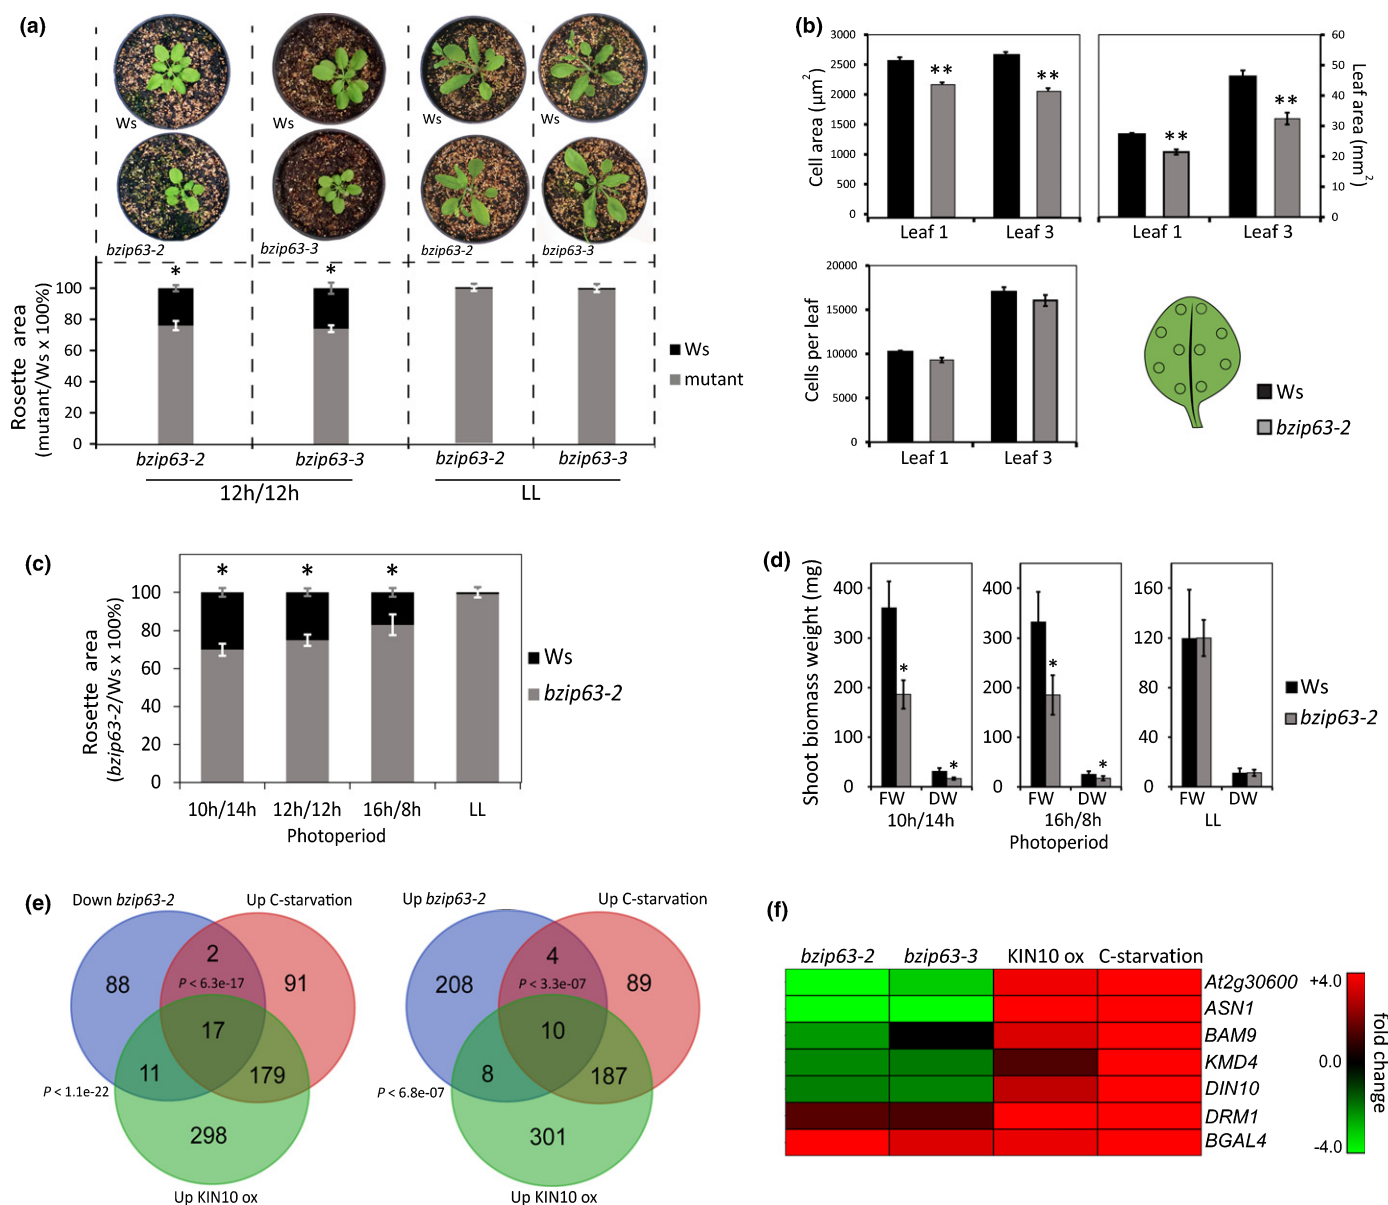 (a)
Ws
Ws
Ws
Ws
bzip63-2
bzip63-3
bzip63-2
bzip63-3
Rosette area
(mutant/Ws x 100%)
100
80
60
40
20
0
*
*
bzip63-2
bzip63-3
bzip63-2
bzip63-3
12h/12h
LL
Ws
mutant
(b)
Cell area (µm²)
3000
2500
2000
1500
1000
500
0
**
**
Leaf 1
Leaf 3
**
**
Leaf 1
Leaf 3
60
50
40
30
20
10
0
Leaf area (mm²)
Cells per leaf
20000
15000
10000
5000
0
Leaf 1
Leaf 3
Ws
bzip63-2
(c)
Rosette area
(bzip63-2/Ws x 100%)
100
80
60
40
20
0
*
*
*
10h/14h
12h/12h
16h/8h
LL
Photoperiod
Ws
bzip63-2
(d)
Shoot biomass weight (mg)
400
300
200
100
0
*
*
FW
DW
10h/14h
400
300
200
100
0
*
*
FW
DW
16h/8h
Photoperiod
160
120
80
40
0
FW
DW
LL
Ws
bzip63-2
(e)
Down bzip63-2
Up C-starvation
2
88
P < 6.3e-17
91
17
11
179
P < 1.1e-22
298
Up KIN10 ox
Up bzip63-2
Up C-starvation
4
208
P < 3.3e-07
89
10
8
187
P < 6.8e-07
301
Up KIN10 ox
(f)
bzip63-2
bzip63-3
KIN10 ox
C-starvation
At2g30600
ASN1
BAM9
KMD4
DIN10
DRM1
BGAL4
+4.0
0.0
-4.0
fold change